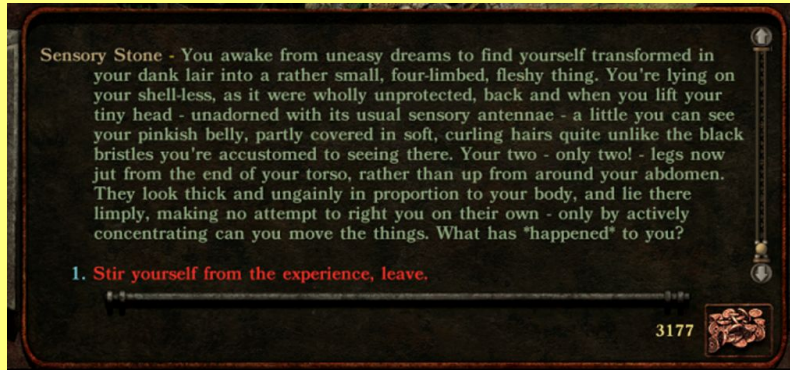 Sensory Stone - You awake from uneasy dreams to find yourself transformed in
your dank lair into a rather small, four-limbed, fleshy thing. You're lying on
your shell-less, as it were wholly unprotected, back and when you lift your
tiny head - unadorned with its usual sensory antennae - a little you can see
your pinkish belly, partly covered in soft, curling hairs quite unlike the black
bristles you're accustomed to seeing there. Your two - only two! - legs now
jut from the end of your torso, rather than up from around your abdomen.
They look thick and ungainly in proportion to your body, and lie there
limply, making no attempt to right you on their own - only by actively
concentrating can you move the things. What has *happened* to you?
1. Stir yourself from the experience, leave.
3177